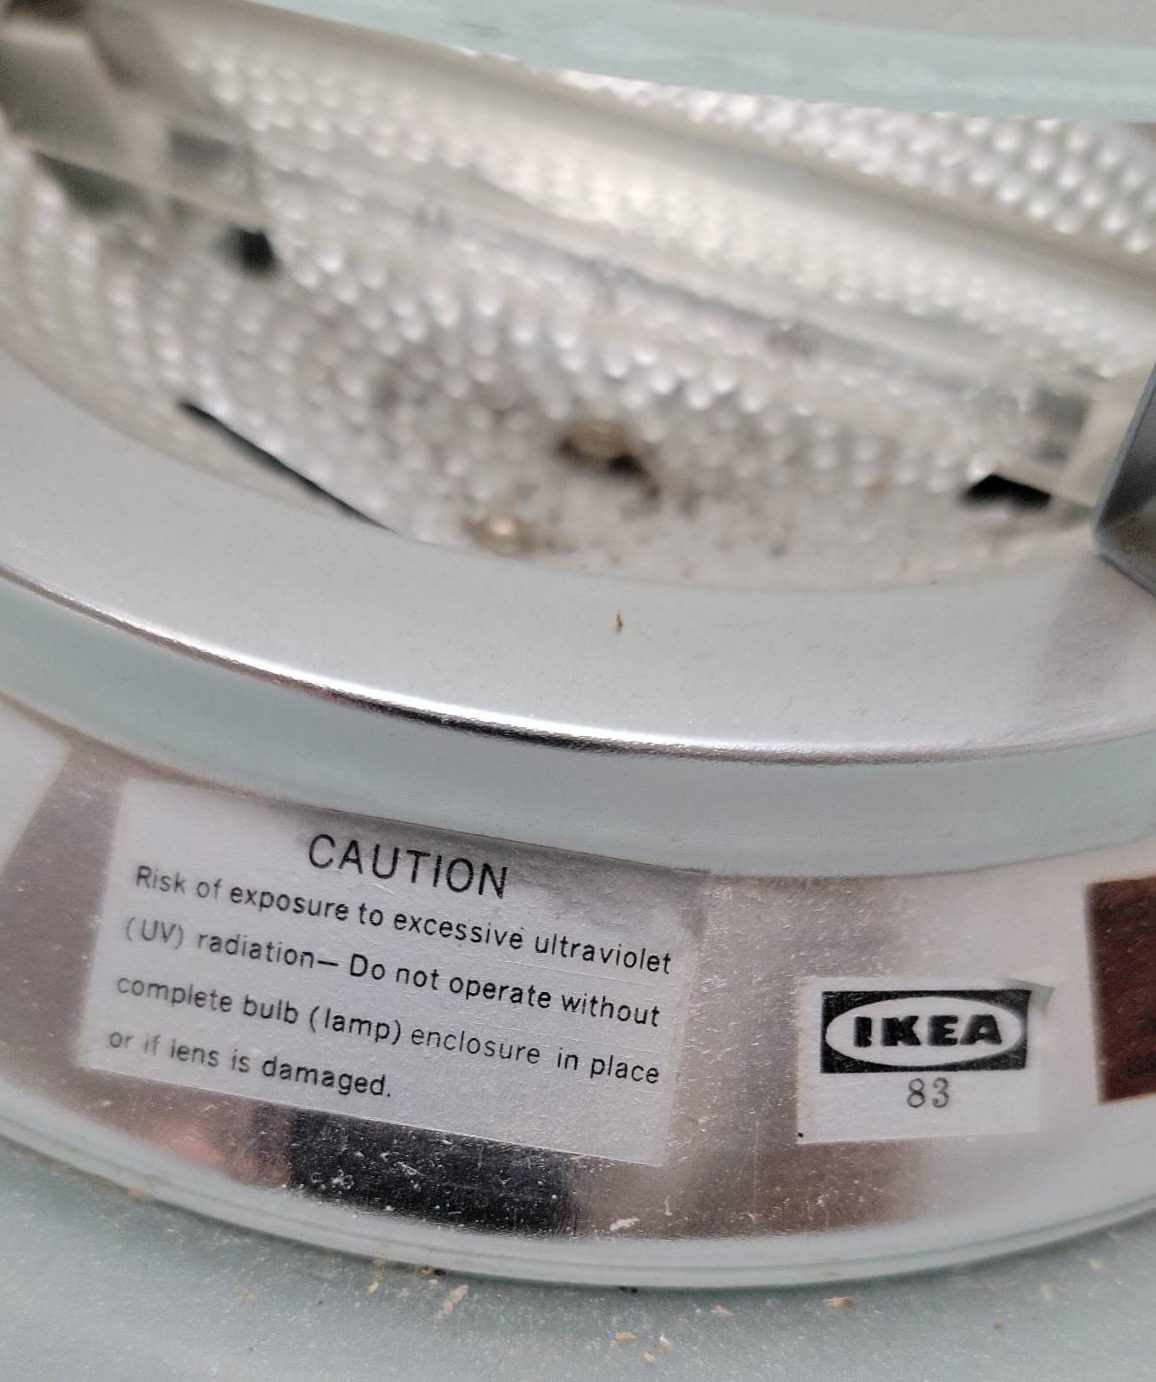 CAUTION
Risk of exposure to excessive ultraviolet
(UV) radiation— Do not operate without
complete bulb (lamp) enclosure in place
or if lens is damaged.
IKEA
83